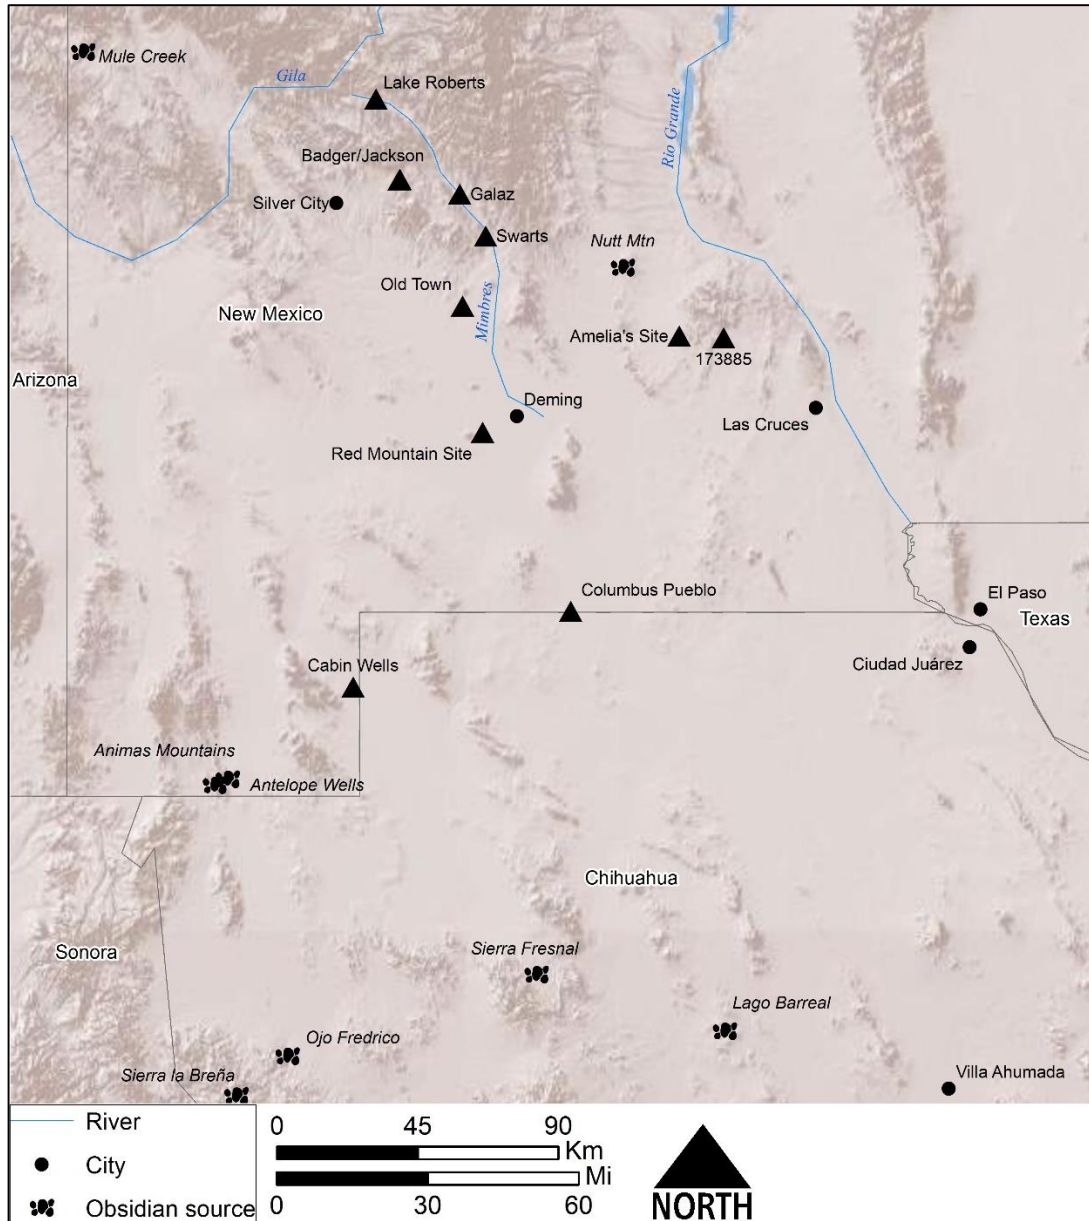 Mule Creek
Gila
Lake Roberts
Rio Grande
Badger/Jackson
Silver City
Galaz
Swarts
Nutt Mtn
Old Town
New Mexico
Mimbres
Amelia's Site
173885
Arizona
Deming
Las Cruces
Red Mountain Site
Columbus Pueblo
El Paso
Texas
Cabin Wells
Ciudad Juárez
Animas Mountains
Antelope Wells
Chihuahua
Sonora
Sierra Fresnal
Lago Barreal
Ojo Fredrico
Sierra la Breña
Villa Ahumada
River
City
Obsidian source
0 45 90
Km
Mi
0 30 60
NORTH